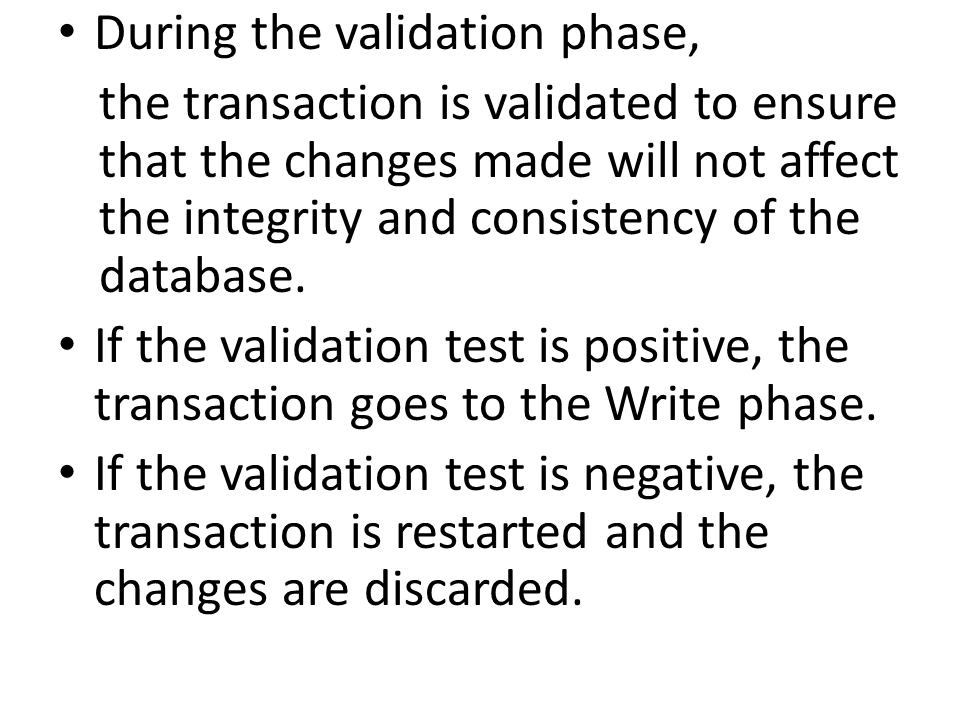 • During the validation phase,
the transaction is validated to ensure
that the changes made will not affect
the integrity and consistency of the
database.
• If the validation test is positive, the
transaction goes to the Write phase.
• If the validation test is negative, the
transaction is restarted and the
changes are discarded.